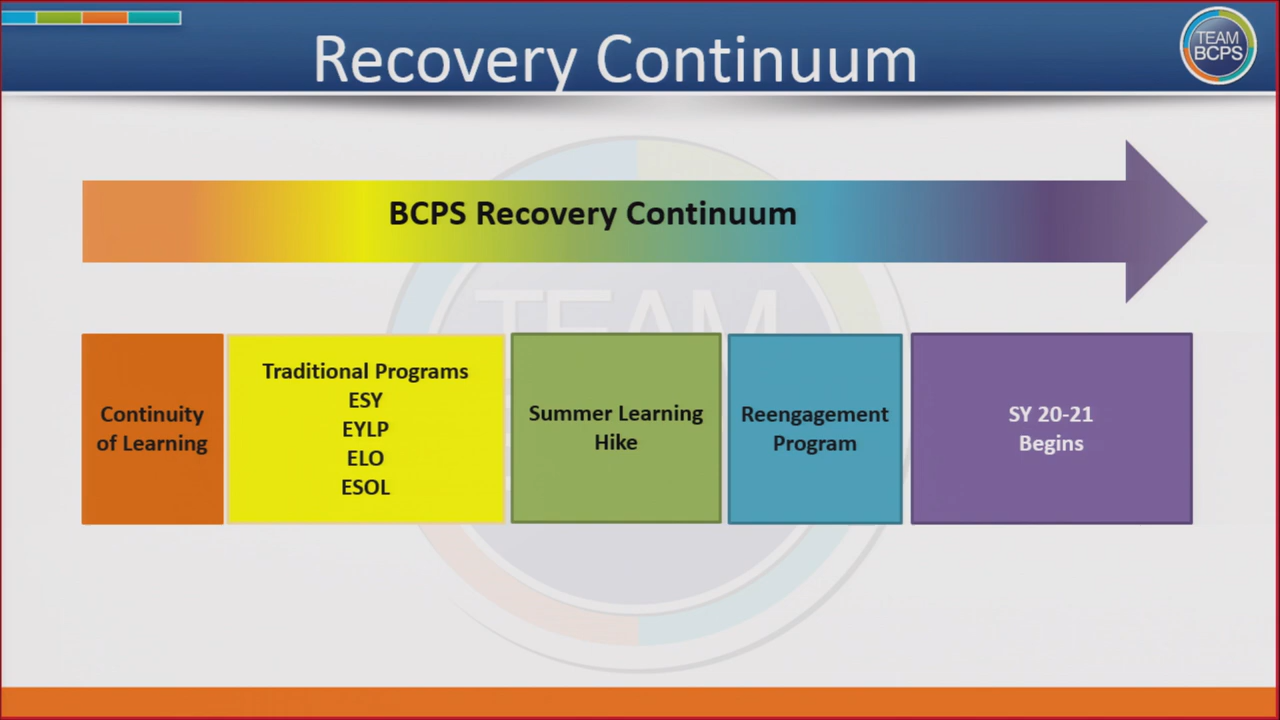 Recovery Continuum
TEAM
BCPS
BCPS Recovery Continuum
TEAM
Continuity
of Learning
Traditional Programs
ESY
EYLP
ELO
ESOL
Summer Learning
Hike
Reengagement
Program
SY 20-21
Begins